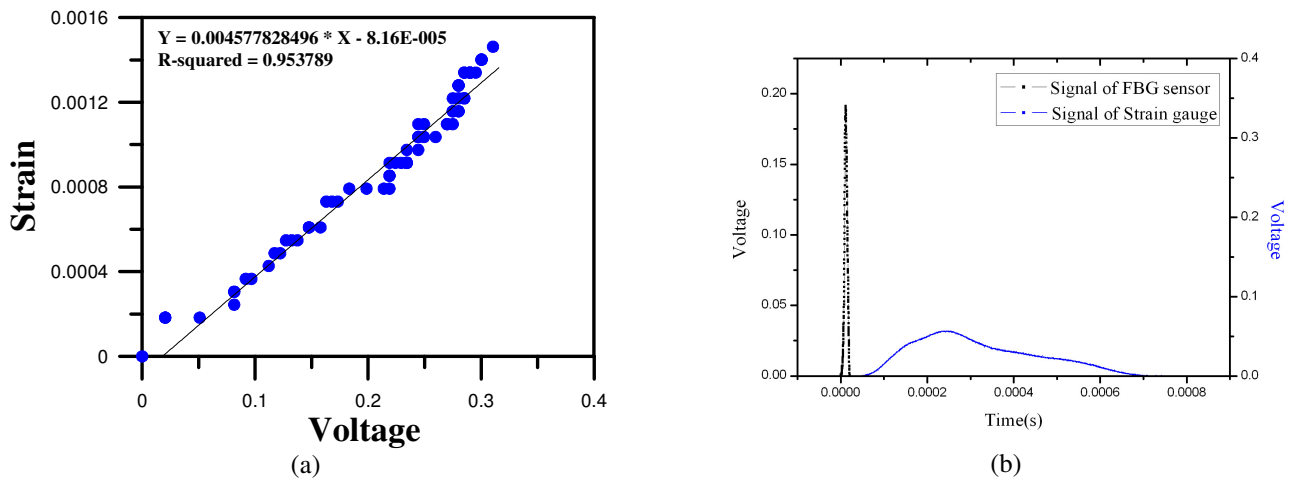 Y = 0.004577828496 * X - 8.16E-005
R-squared = 0.953789
0.0016
0.0012
0.0008
0.0004
0
Strain
0 0.1 0.2 0.3 0.4
Voltage
(a)
Signal of FBG sensor
Signal of Strain gauge
0.20
0.15
0.10
0.05
0.00
Voltage
0.4
0.3
0.2
0.1
0.0
Voltage
0.0000 0.0002 0.0004 0.0006 0.0008
Time(s)
(b)